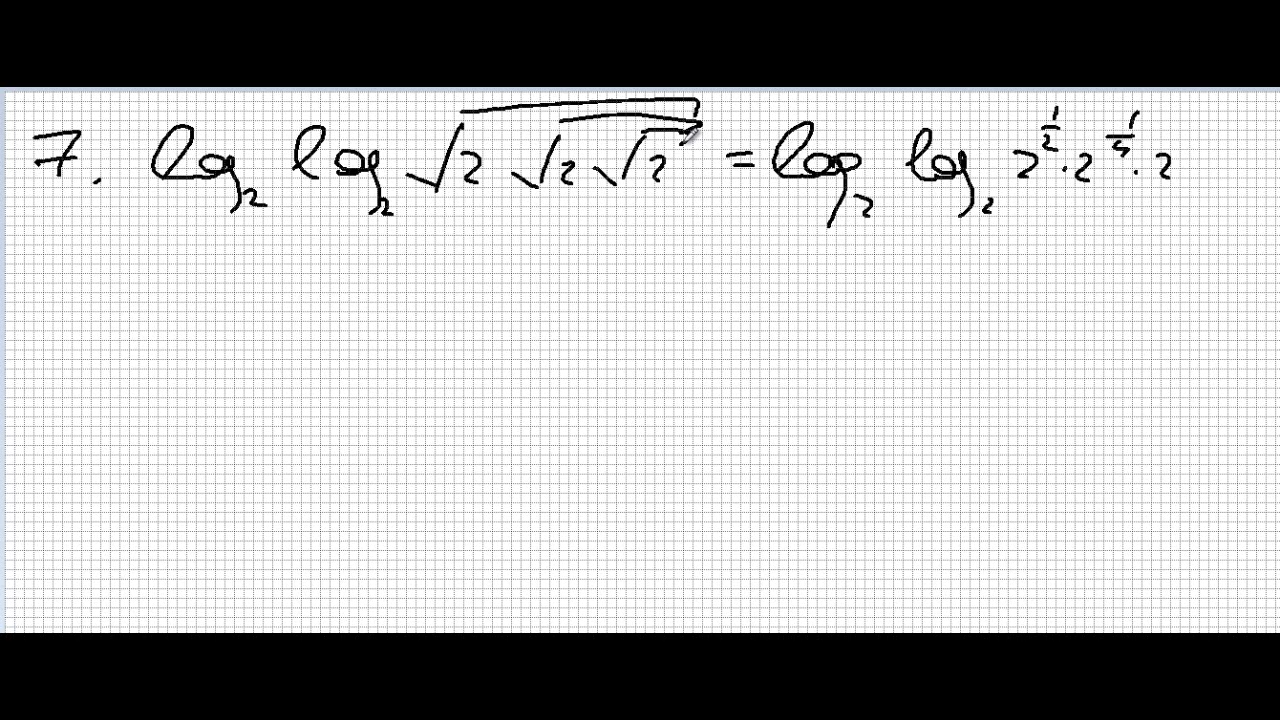 7. log₂ log₂ √(2√(2√2)) = log₂ log₂ 2^(1/2) · 2^(1/4) · 2